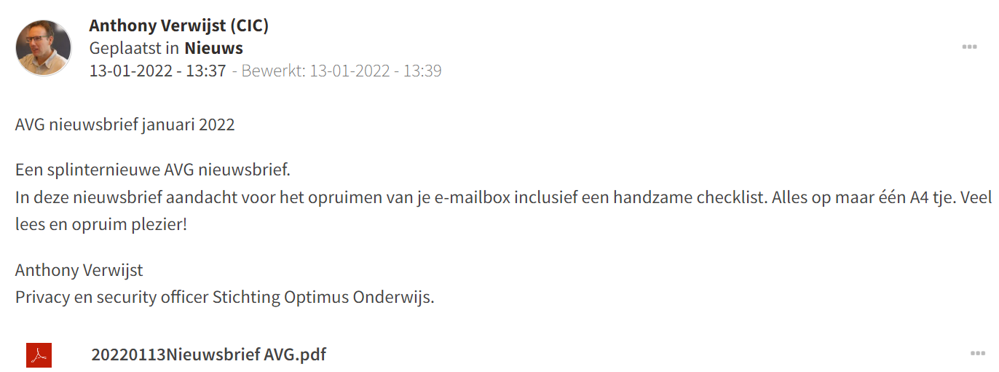 Anthony Verwijst (CIC)
Geplaatst in Nieuws
13-01-2022 - 13:37 - Bewerkt: 13-01-2022 - 13:39
AVG nieuwsbrief januari 2022
Een splinternieuwe AVG nieuwsbrief.
In deze nieuwsbrief aandacht voor het opruimen van je e-mailbox inclusief een handzame checklist. Alles op maar één A4 tje. Veel
lees en opruim plezier!
Anthony Verwijst
Privacy en security officer Stichting Optimus Onderwijs.
20220113Nieuwsbrief AVG.pdf